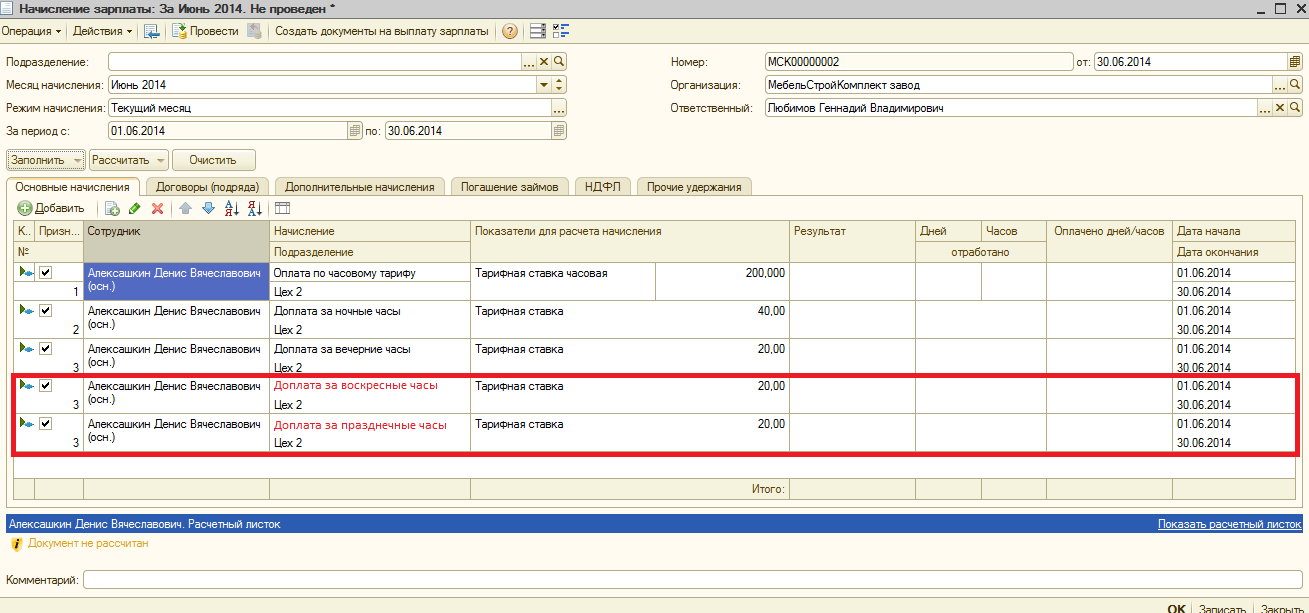 Начисление зарплаты: За Июнь 2014. Не проведен *
Операция Действия Провести Создать документы на выплату зарплаты ?
Подразделение: ... Номер: МСК00000002 от: 30.06.2014
Месяц начисления: Июнь 2014 Организация: МебельСтройКомплект завод ...
Режим начисления: Текущий месяц ... Ответственный: Любимов Геннадий Владимирович ...
За период с: 01.06.2014 по: 30.06.2014
Заполнить Рассчитать Очистить
Основные начисления Договоры (подряда) Дополнительные начисления Погашение займов НДФЛ Прочие удержания
Добавить
К.. Призн... Сотрудник Начисление Показатели для расчета начисления Результат Дней Часов Оплачено дней/часов Дата начала
№ Подразделение отработано Дата окончания
Алексашкин Денис Вячеславович Оплата по часовому тарифу Тарифная ставка часовая 200,000 01.06.2014
1 (осн.) Цех 2 30.06.2014
Алексашкин Денис Вячеславович Доплата за ночные часы Тарифная ставка 40,00 01.06.2014
2 (осн.) Цех 2 30.06.2014
Алексашкин Денис Вячеславович Доплата за вечерние часы Тарифная ставка 20,00 01.06.2014
3 (осн.) Цех 2 30.06.2014
Алексашкин Денис Вячеславович Доплата за воскресные часы Тарифная ставка 20,00 01.06.2014
3 (осн.) Цех 2 30.06.2014
Алексашкин Денис Вячеславович Доплата за празднечные часы Тарифная ставка 20,00 01.06.2014
3 (осн.) Цех 2 30.06.2014
Итого:
Алексашкин Денис Вячеславович. Расчетный листок Показать расчетный листок
Документ не рассчитан
Комментарий:
OK Записать Закрыть